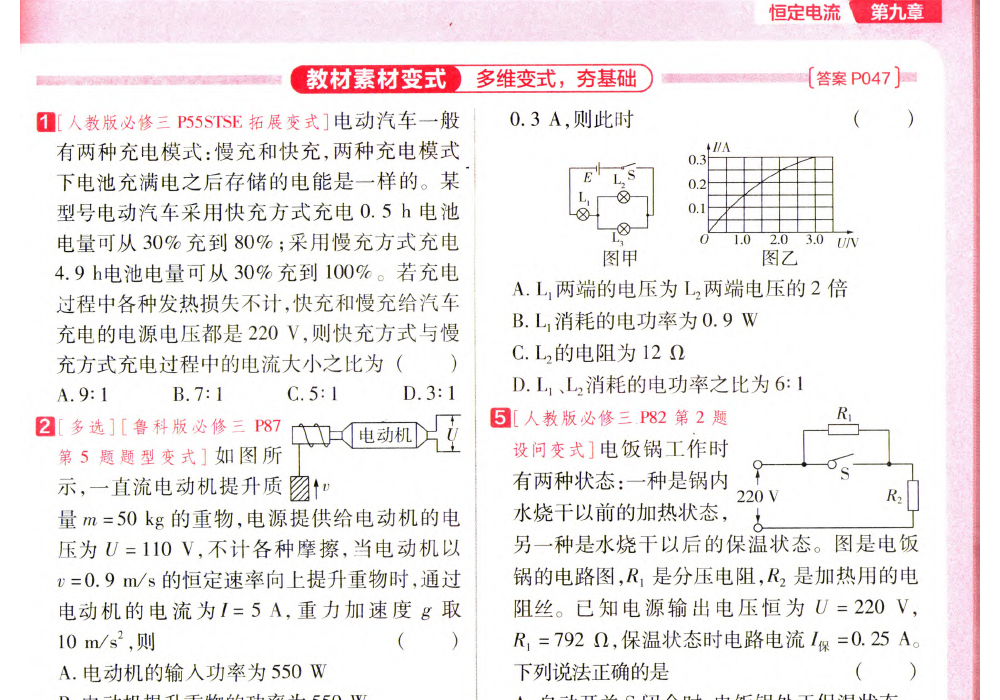 恒定电流 第九章
教材素材变式 多维变式，夯基础 [答案 P047]
1 [人教版必修三 P55STSE 拓展变式]电动汽车一般
有两种充电模式：慢充和快充，两种充电模式
下电池充满电之后存储的电能是一样的。某
型号电动汽车采用快充方式充电 0.5 h 电池
电量可从 30% 充到 80%；采用慢充方式充电
4.9 h电池电量可从 30% 充到 100%。若充电
过程中各种发热损失不计，快充和慢充给汽车
充电的电源电压都是 220 V，则快充方式与慢
充方式充电过程中的电流大小之比为（ ）
A. 9∶1 B. 7∶1 C. 5∶1 D. 3∶1
2 [多选][鲁科版必修三 P87
第 5 题题型变式]如图所
示，一直流电动机提升质
电动机 U
v
量 m = 50 kg 的重物，电源提供给电动机的电
压为 U = 110 V，不计各种摩擦，当电动机以
v = 0.9 m/s 的恒定速率向上提升重物时，通过
电动机的电流为 I = 5 A，重力加速度 g 取
10 m/s²，则 （ ）
A. 电动机的输入功率为 550 W
0.3 A，则此时 （ ）
E S
L₂
L₁
L₃
图甲
I/A
0.3
0.2
0.1
O 1.0 2.0 3.0 U/V
图乙
A. L₁ 两端的电压为 L₂ 两端电压的 2 倍
B. L₁ 消耗的电功率为 0.9 W
C. L₂ 的电阻为 12 Ω
D. L₁、L₂ 消耗的电功率之比为 6∶1
5 [人教版必修三 P82 第 2 题
设问变式]电饭锅工作时
有两种状态：一种是锅内
水烧干以前的加热状态，
R₁
S
220 V
R₂
另一种是水烧干以后的保温状态。图是电饭
锅的电路图，R₁ 是分压电阻，R₂ 是加热用的电
阻丝。已知电源输出电压恒为 U = 220 V，
R₁ = 792 Ω，保温状态时电路电流 I保 = 0.25 A。
下列说法正确的是 （ ）